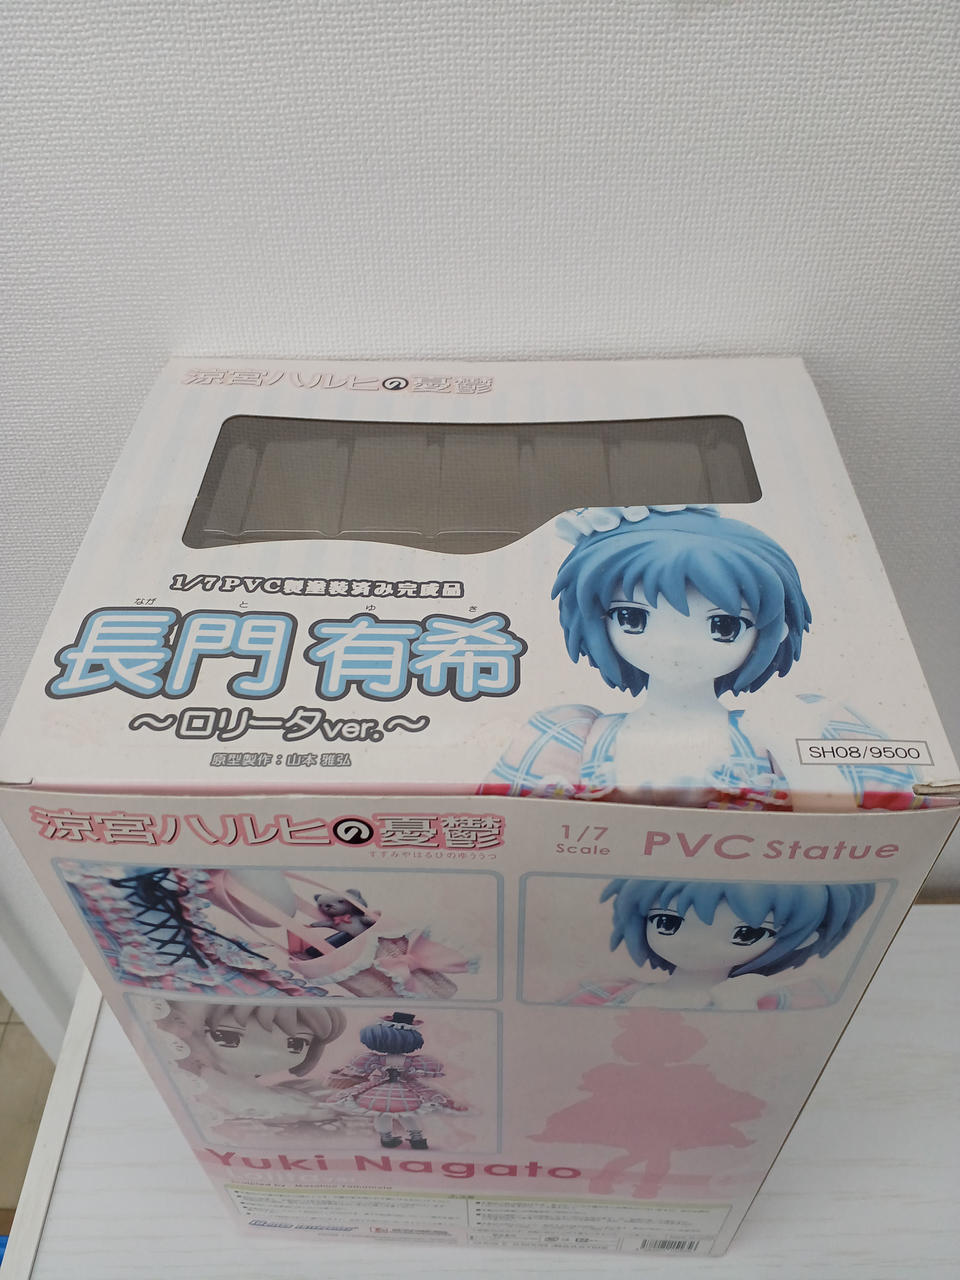 涼宮ハルヒの憂鬱
1/7PVC製塗装済み完成品
ながとゆき
長門有希
～ロリータver.～
原型製作：山本 雅弘
SH08/9500
涼宮ハルヒの憂鬱
すずみやはるひのゆううつ
1/7
Scale
PVC Statue
Yuki Nagato